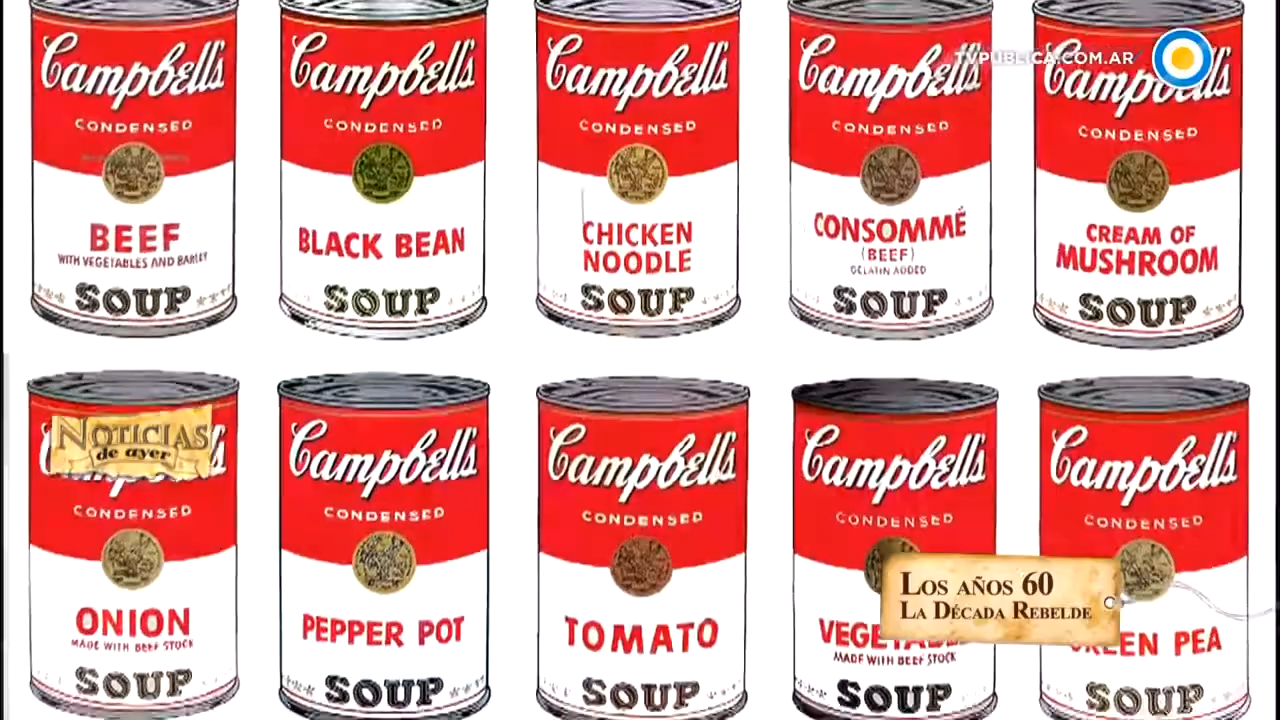 TVPUBLICA.COM.AR
Campbell's
CONDENSED
BEEF
WITH VEGETABLES AND BARLEY
SOUP
Campbell's
CONDENSED
BLACK BEAN
SOUP
Campbell's
CONDENSED
CHICKEN
NOODLE
SOUP
Campbell's
CONDENSED
CONSOMMÉ
(BEEF)
GELATIN ADDED
SOUP
Campbell's
CONDENSED
CREAM OF
MUSHROOM
SOUP
NOTICIAS
de ayer
CONDENSED
ONION
MADE WITH BEEF STOCK
SOUP
Campbell's
CONDENSED
PEPPER POT
SOUP
Campbell's
CONDENSED
TOMATO
SOUP
Campbell's
CONDENSED
MADE WITH BEEF STOCK
SOUP
Campbell's
CONDENSED
PEA
SOUP
LOS AÑOS 60
LA DÉCADA REBELDE